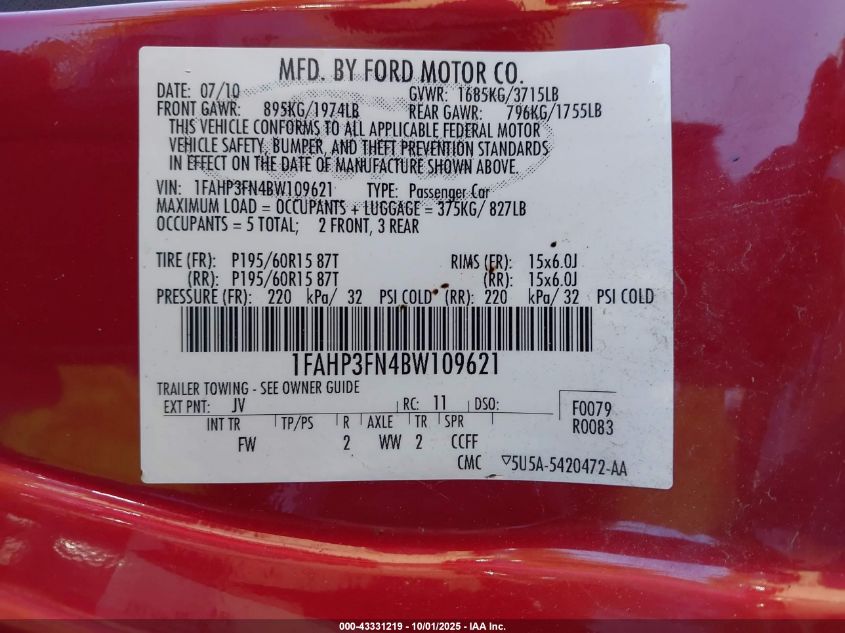 MFD. BY FORD MOTOR CO.
DATE: 07/10 GVWR: 1685KG/3715LB
FRONT GAWR: 895KG/1974LB REAR GAWR: 796KG/1755LB
THIS VEHICLE CONFORMS TO ALL APPLICABLE FEDERAL MOTOR
VEHICLE SAFETY, BUMPER, AND THEFT PREVENTION STANDARDS
IN EFFECT ON THE DATE OF MANUFACTURE SHOWN ABOVE.
VIN: 1FAHP3FN4BW109621 TYPE: Passenger Car
MAXIMUM LOAD = OCCUPANTS + LUGGAGE = 375KG/ 827LB
OCCUPANTS = 5 TOTAL; 2 FRONT, 3 REAR
TIRE (FR): P195/60R15 87T RIMS (FR): 15x6.0J
(RR): P195/60R15 87T (RR): 15x6.0J
PRESSURE (FR): 220 kPa/ 32 PSI COLD (RR): 220 kPa/ 32 PSI COLD
1FAHP3FN4BW109621
TRAILER TOWING - SEE OWNER GUIDE
EXT PNT: JV RC: 11 DSO: F0079
INT TR TP/PS R AXLE TR SPR R0083
FW 2 WW 2 CCFF
CMC ▽5U5A-5420472-AA
000-43331219 - 10/01/2025 - IAA Inc.